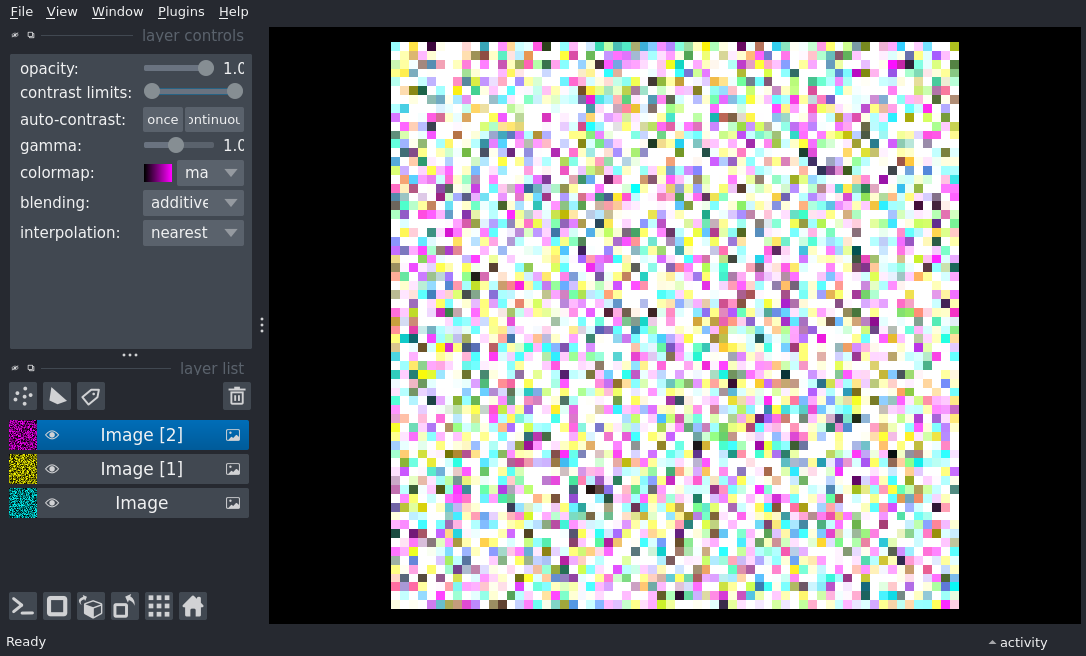 File View Window Plugins Help
layer controls
opacity: 1.0
contrast limits:
auto-contrast: once ontinuou
gamma: 1.0
colormap: ma
blending: additive
interpolation: nearest
layer list
Image [2]
Image [1]
Image
Ready
activity